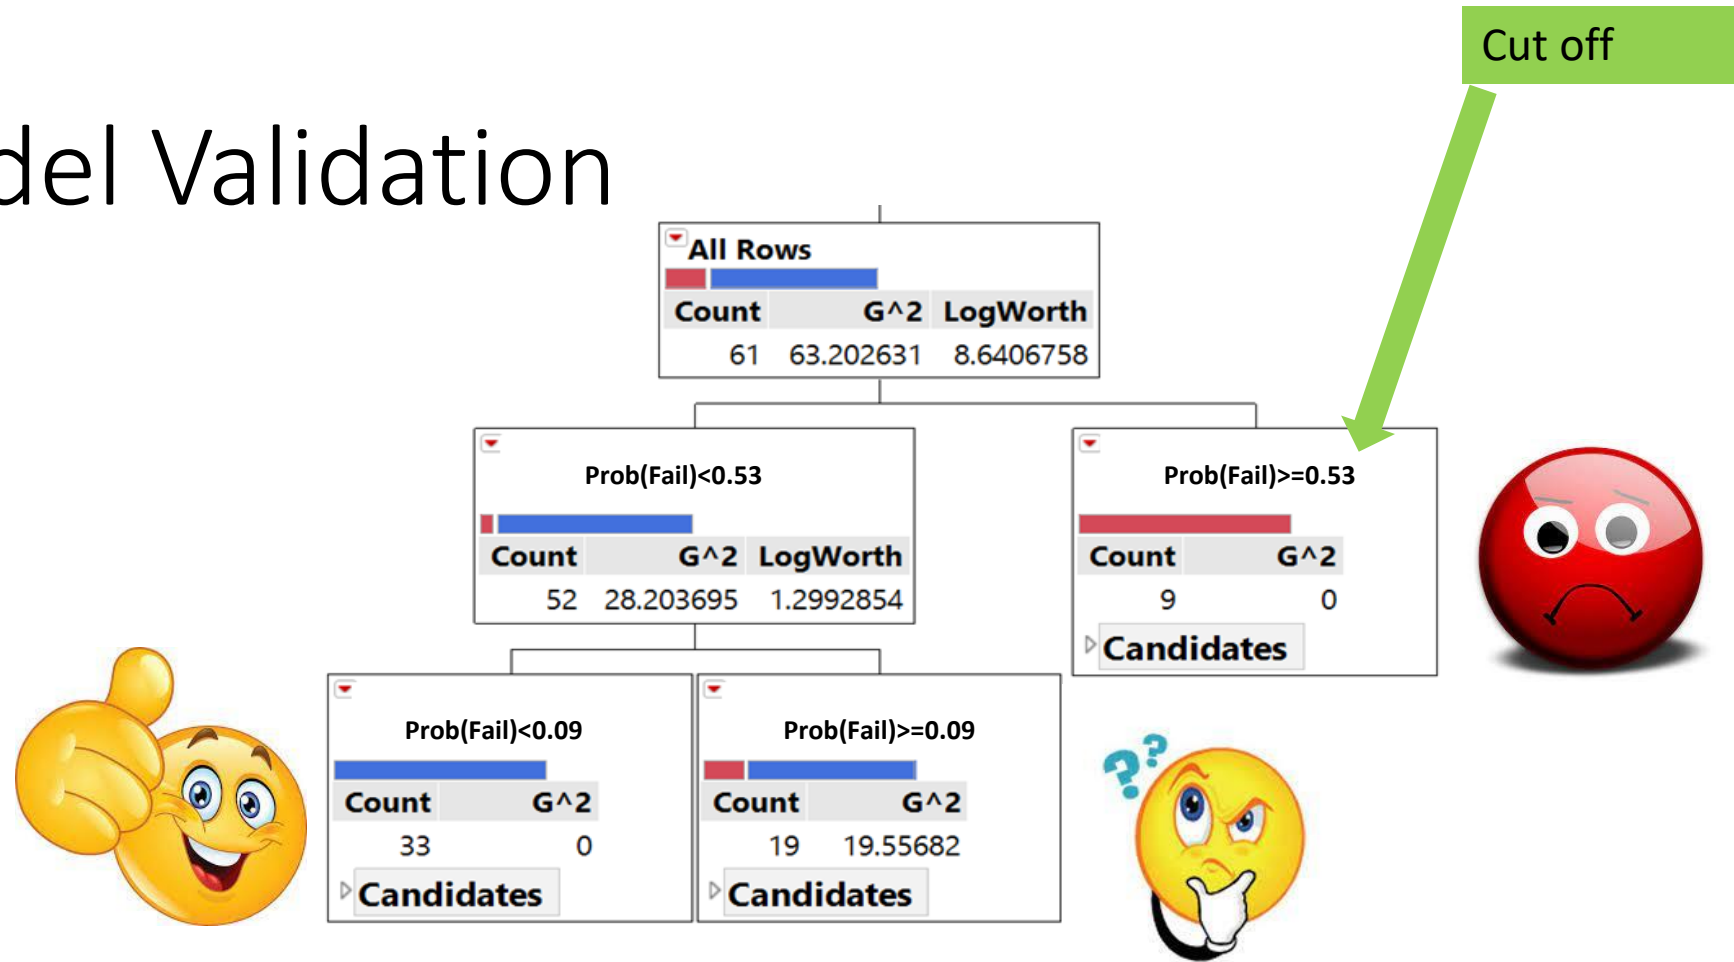 Cut off
del Validation
All Rows
Count G^2 LogWorth
61 63.202631 8.6406758
Prob(Fail)<0.53
Count G^2 LogWorth
52 28.203695 1.2992854
Prob(Fail)>=0.53
Count G^2
9 0
Candidates
Prob(Fail)<0.09
Count G^2
33 0
Candidates
Prob(Fail)>=0.09
Count G^2
19 19.55682
Candidates
? ?